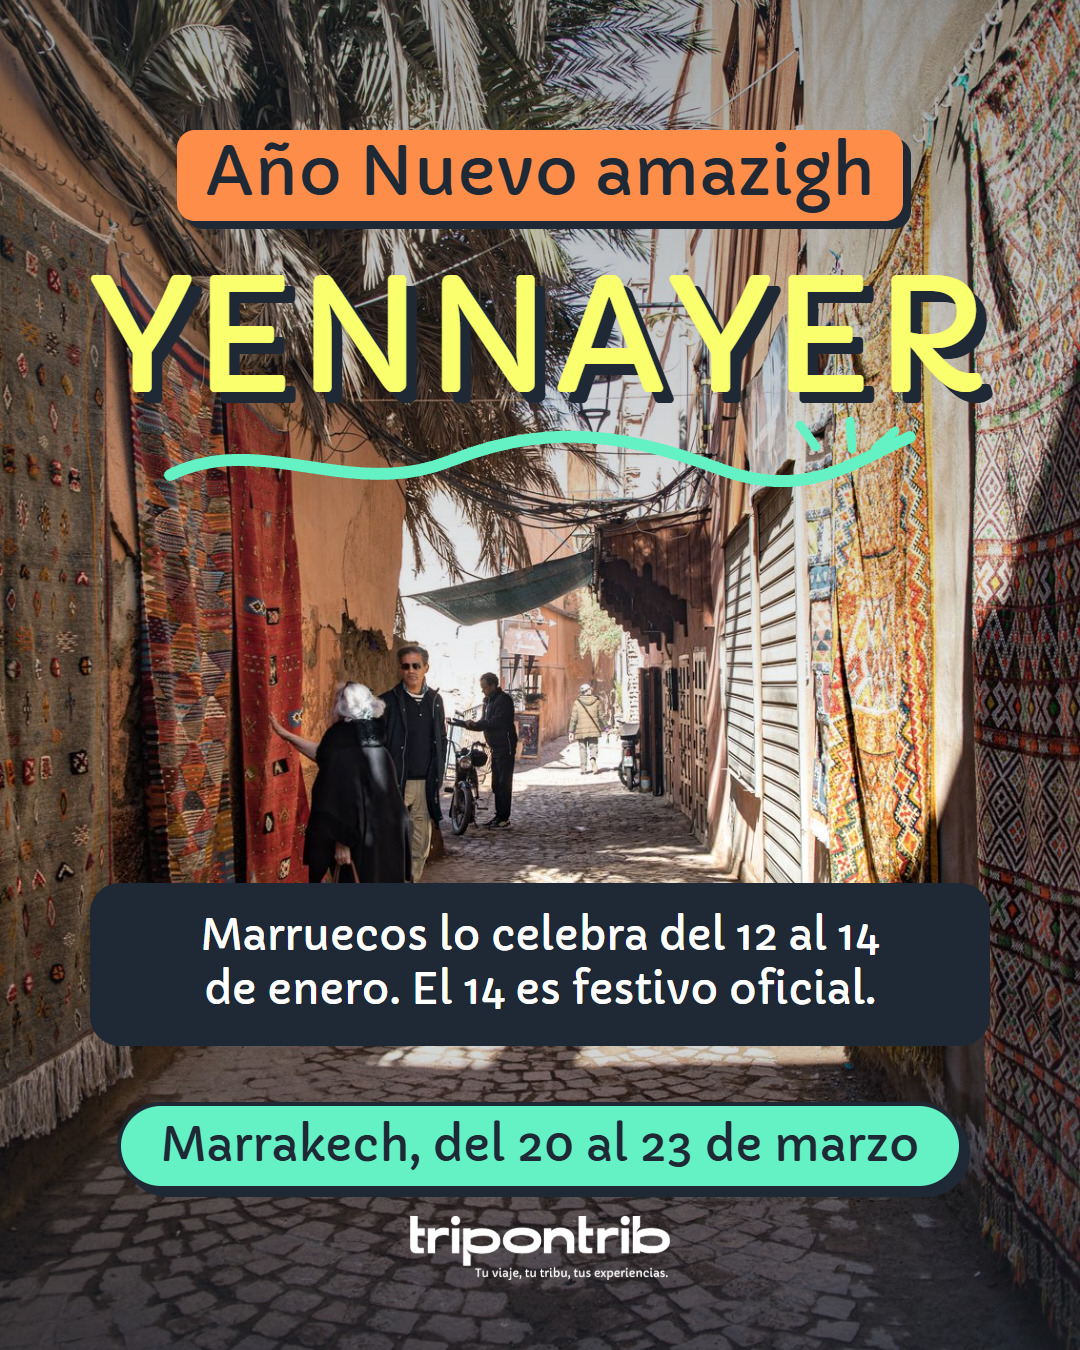 Año Nuevo amazigh
YENNAYER
Marruecos lo celebra del 12 al 14
de enero. El 14 es festivo oficial.
Marrakech, del 20 al 23 de marzo
tripontrib
Tu viaje, tu tribu, tus experiencias.